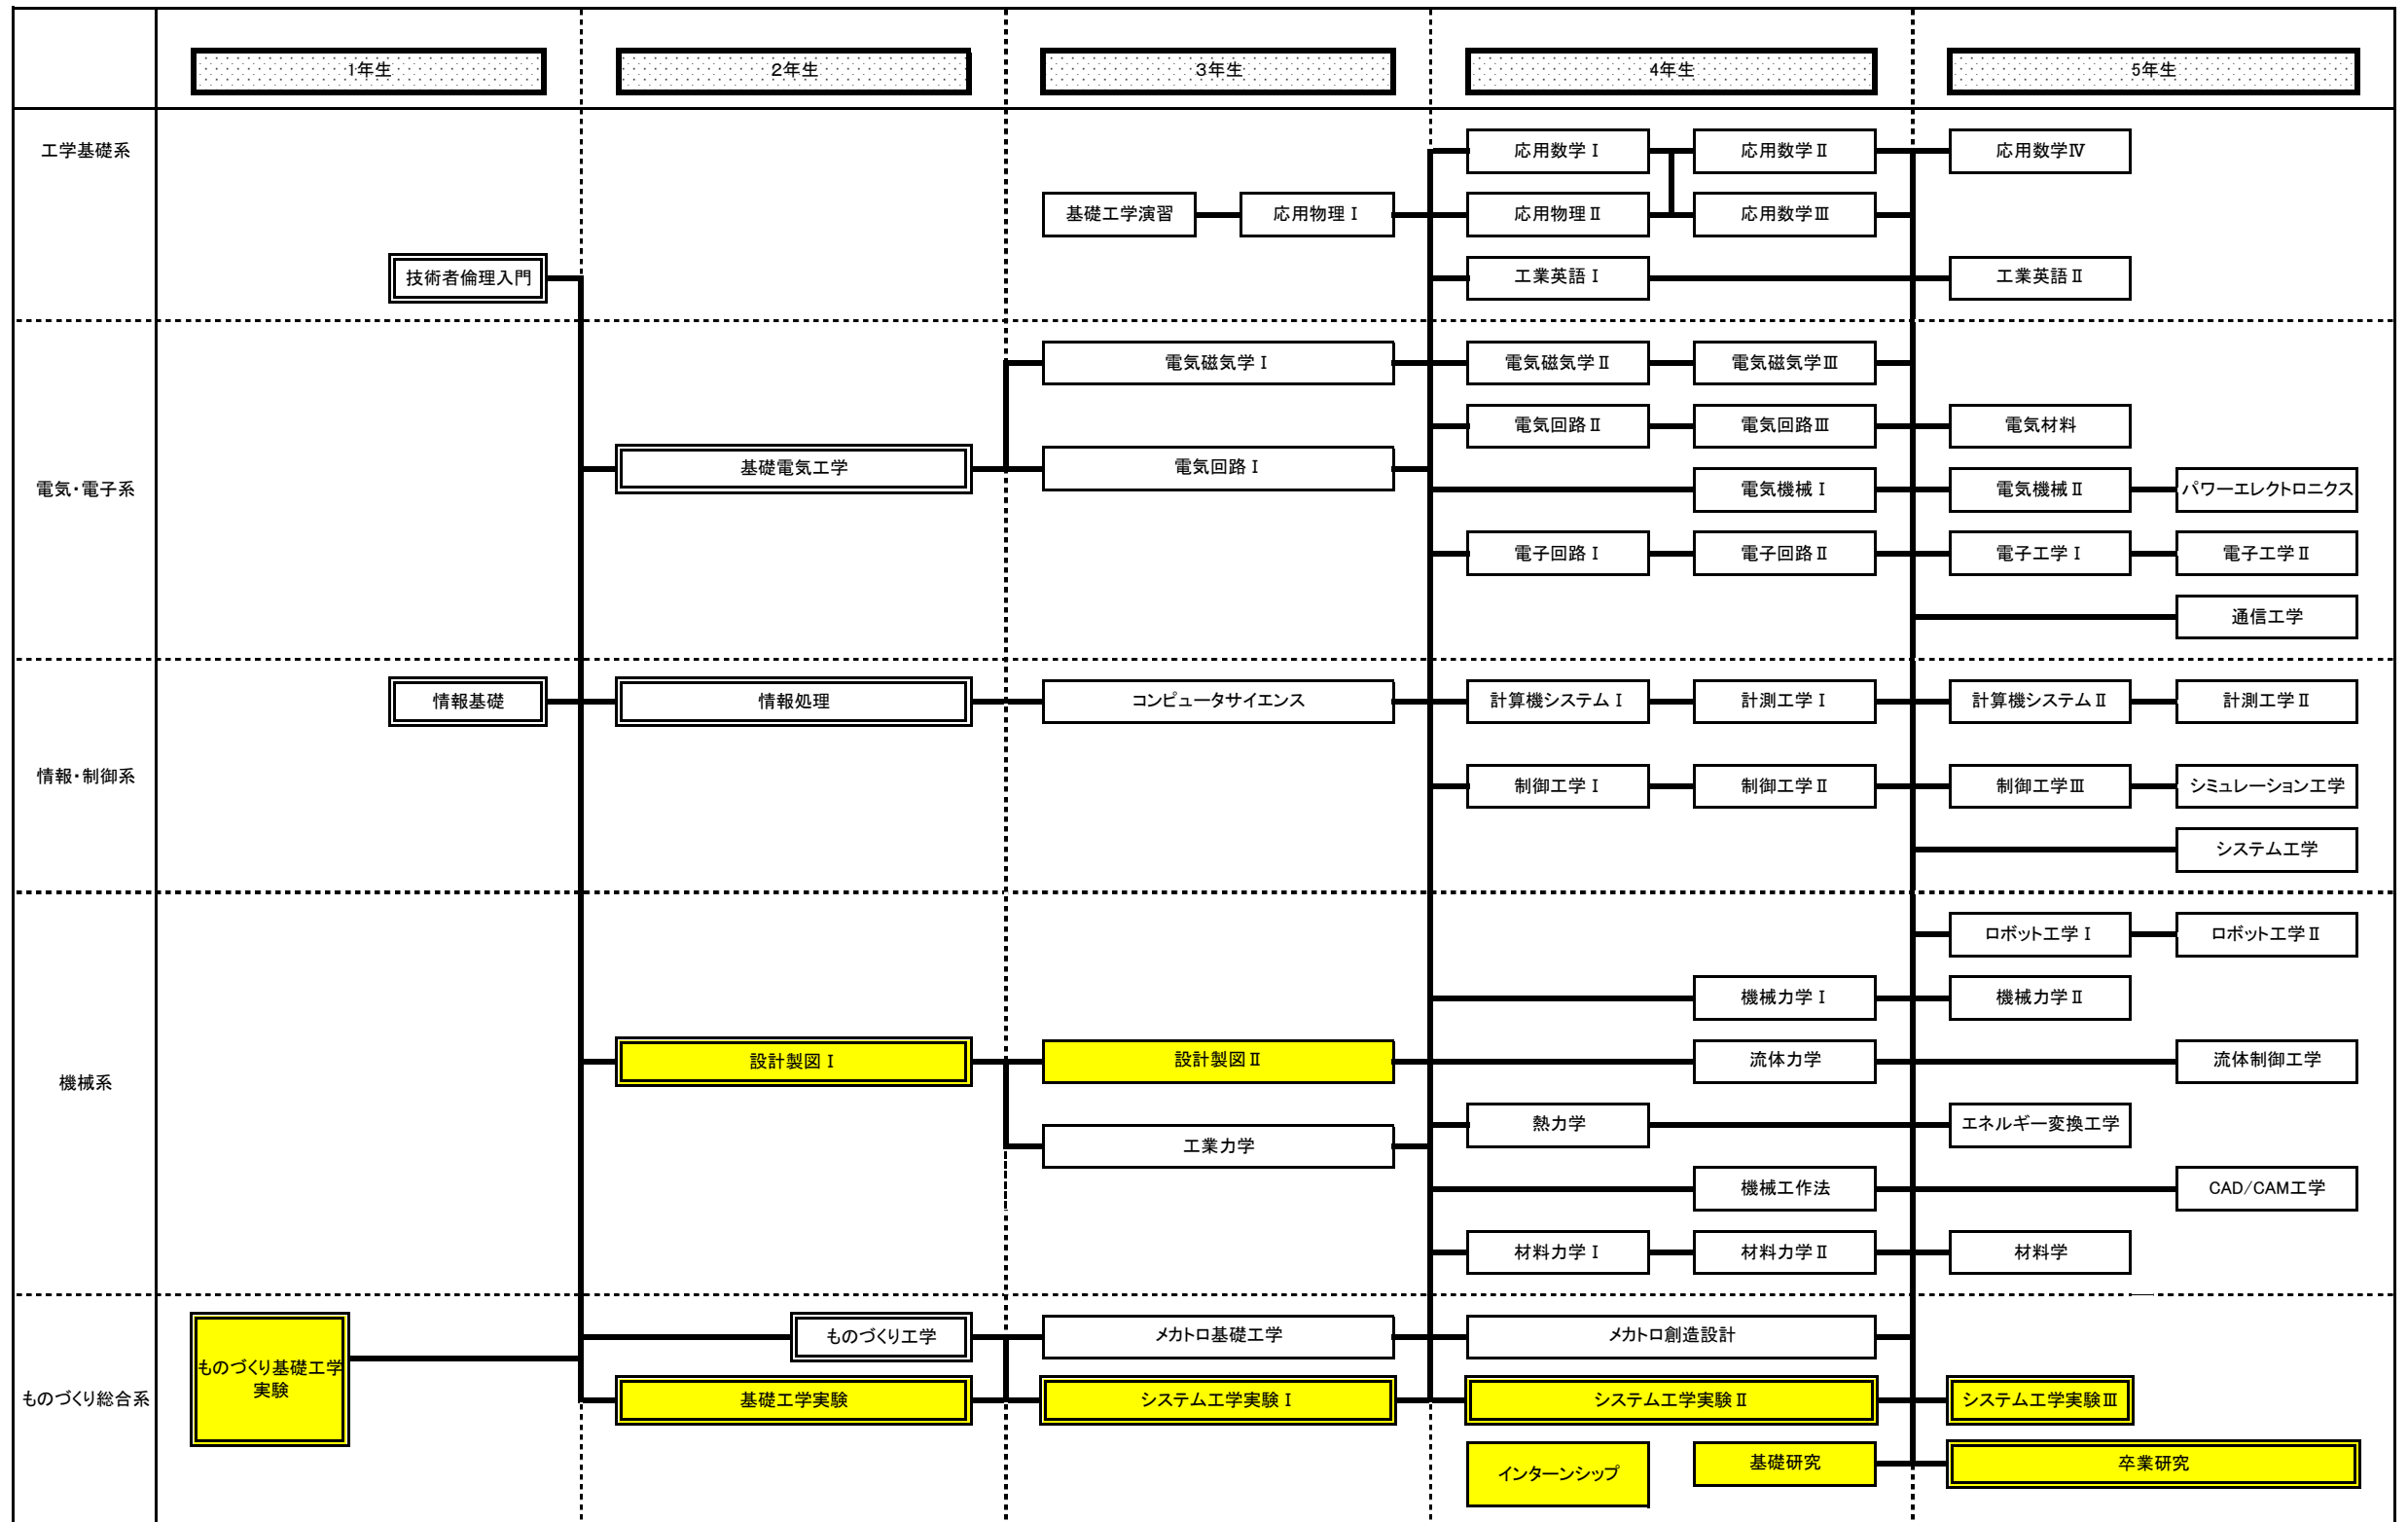 1年生
2年生
3年生
4年生
5年生
工学基礎系
応用数学Ⅰ
応用数学Ⅱ
応用数学Ⅳ
基礎工学演習
応用物理Ⅰ
応用物理Ⅱ
応用数学Ⅲ
技術者倫理入門
工業英語Ⅰ
工業英語Ⅱ
電気・電子系
電気磁気学Ⅰ
電気磁気学Ⅱ
電気磁気学Ⅲ
電気回路Ⅱ
電気回路Ⅲ
電気材料
基礎電気工学
電気回路Ⅰ
電気機械Ⅰ
電気機械Ⅱ
パワーエレクトロニクス
電子回路Ⅰ
電子回路Ⅱ
電子工学Ⅰ
電子工学Ⅱ
通信工学
情報・制御系
情報基礎
情報処理
コンピュータサイエンス
計算機システムⅠ
計測工学Ⅰ
計算機システムⅡ
計測工学Ⅱ
制御工学Ⅰ
制御工学Ⅱ
制御工学Ⅲ
シミュレーション工学
システム工学
機械系
ロボット工学Ⅰ
ロボット工学Ⅱ
機械力学Ⅰ
機械力学Ⅱ
設計製図Ⅰ
設計製図Ⅱ
流体力学
流体制御工学
熱力学
エネルギー変換工学
工業力学
機械工作法
CAD/CAM工学
材料力学Ⅰ
材料力学Ⅱ
材料学
ものづくり総合系
ものづくり基礎工学
実験
ものづくり工学
メカトロ基礎工学
メカトロ創造設計
基礎工学実験
システム工学実験Ⅰ
システム工学実験Ⅱ
システム工学実験Ⅲ
インターンシップ
基礎研究
卒業研究